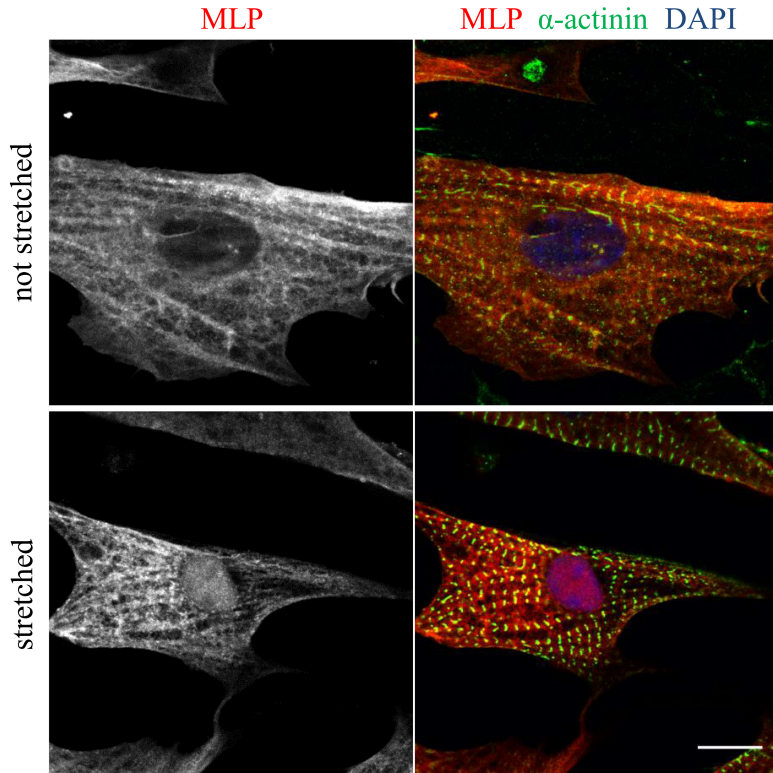 MLP
MLP α-actinin DAPI
not stretched
stretched